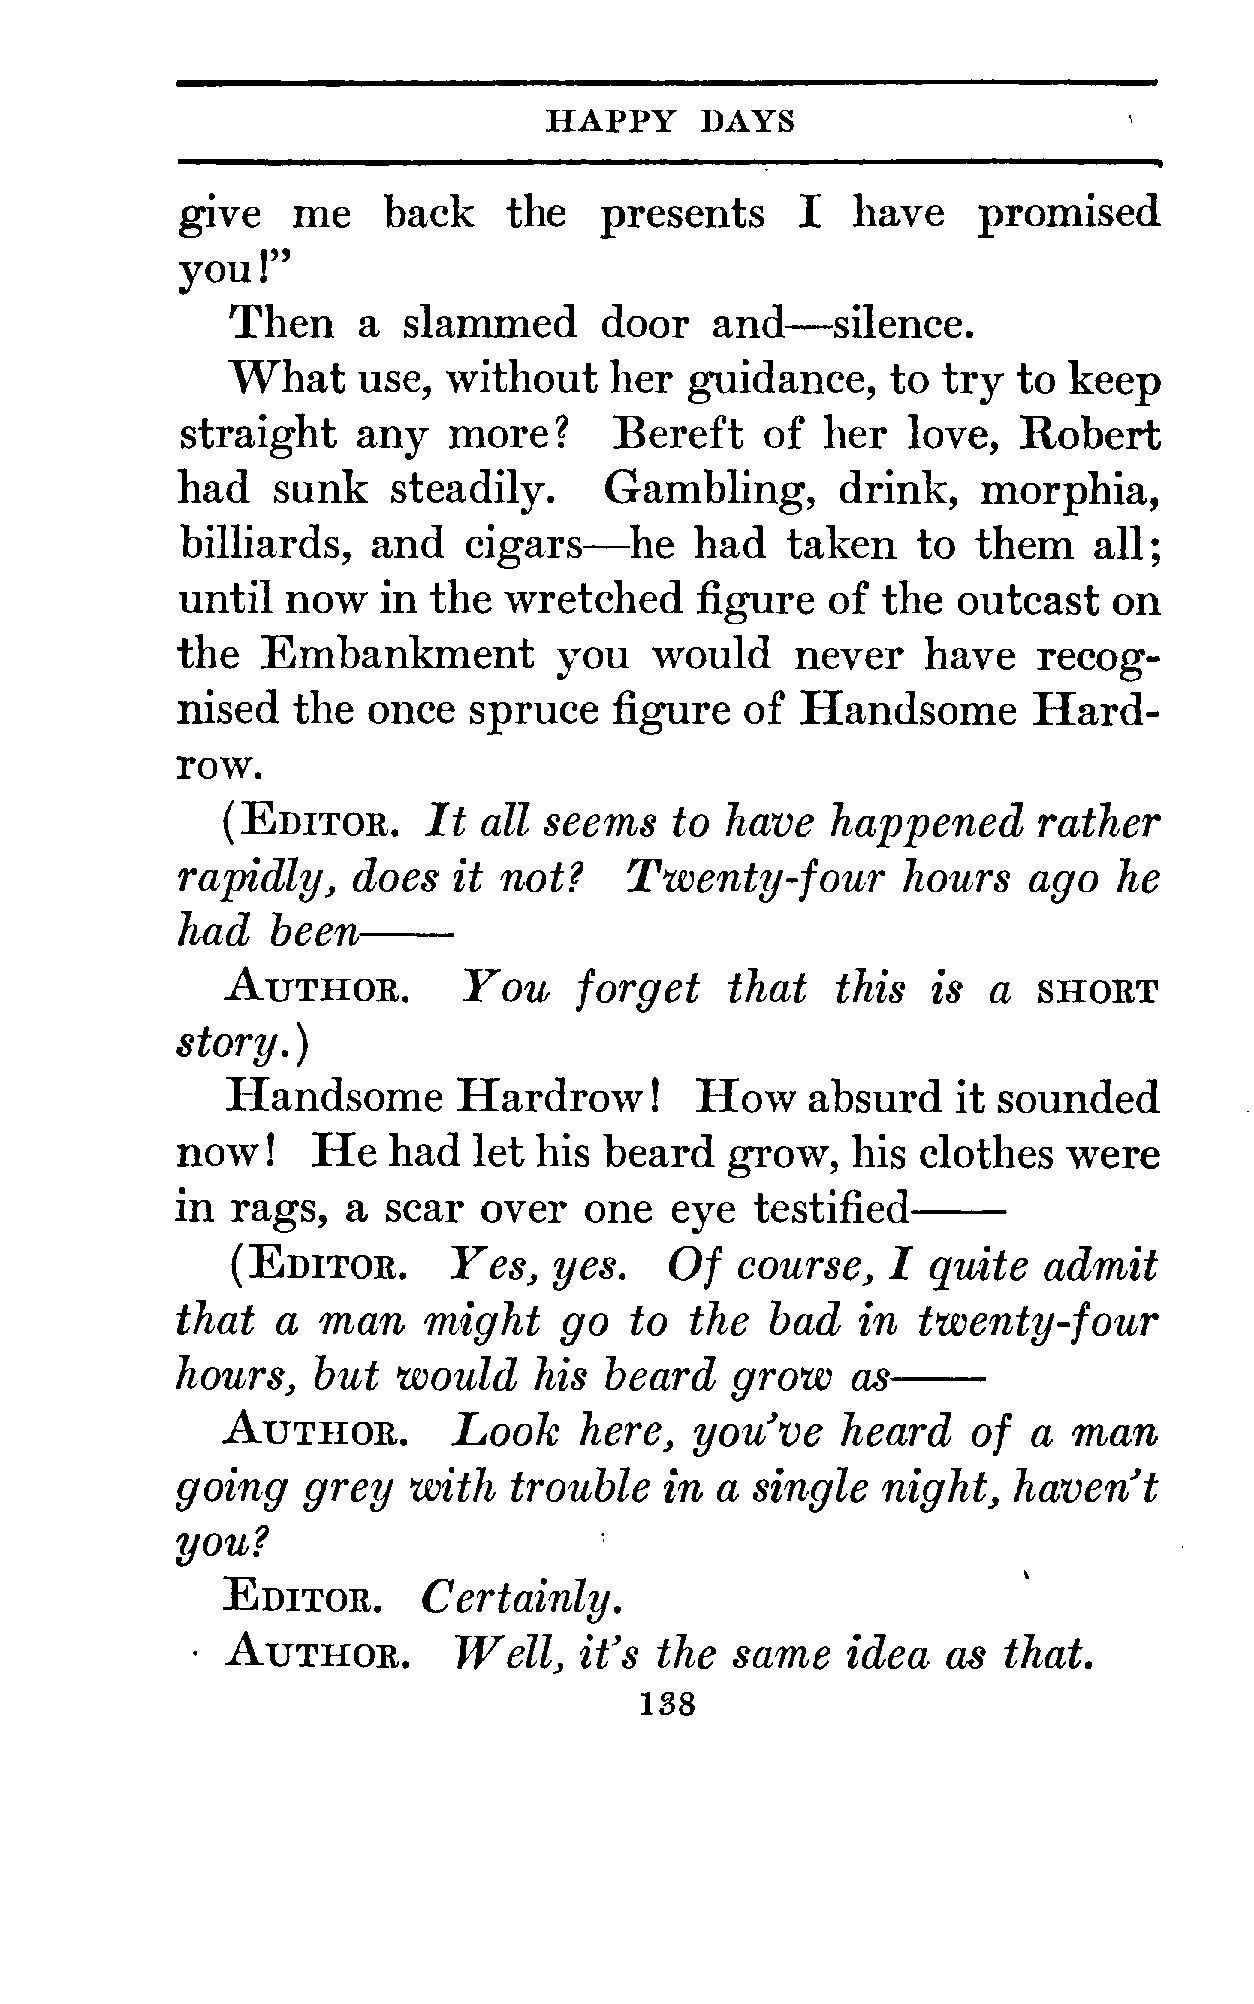 HAPPY DAYS
give me back the presents I have promised
you!”
Then a slammed door and—silence.
What use, without her guidance, to try to keep
straight any more? Bereft of her love, Robert
had sunk steadily. Gambling, drink, morphia,
billiards, and cigars—he had taken to them all;
until now in the wretched figure of the outcast on
the Embankment you would never have recog-
nised the once spruce figure of Handsome Hard-
row.
(EDITOR. It all seems to have happened rather
rapidly, does it not? Twenty-four hours ago he
had been——
AUTHOR. You forget that this is a SHORT
story.)
Handsome Hardrow! How absurd it sounded
now! He had let his beard grow, his clothes were
in rags, a scar over one eye testified——
(EDITOR. Yes, yes. Of course, I quite admit
that a man might go to the bad in twenty-four
hours, but would his beard grow as——
AUTHOR. Look here, you’ve heard of a man
going grey with trouble in a single night, haven’t
you?
EDITOR. Certainly.
AUTHOR. Well, it’s the same idea as that.
138